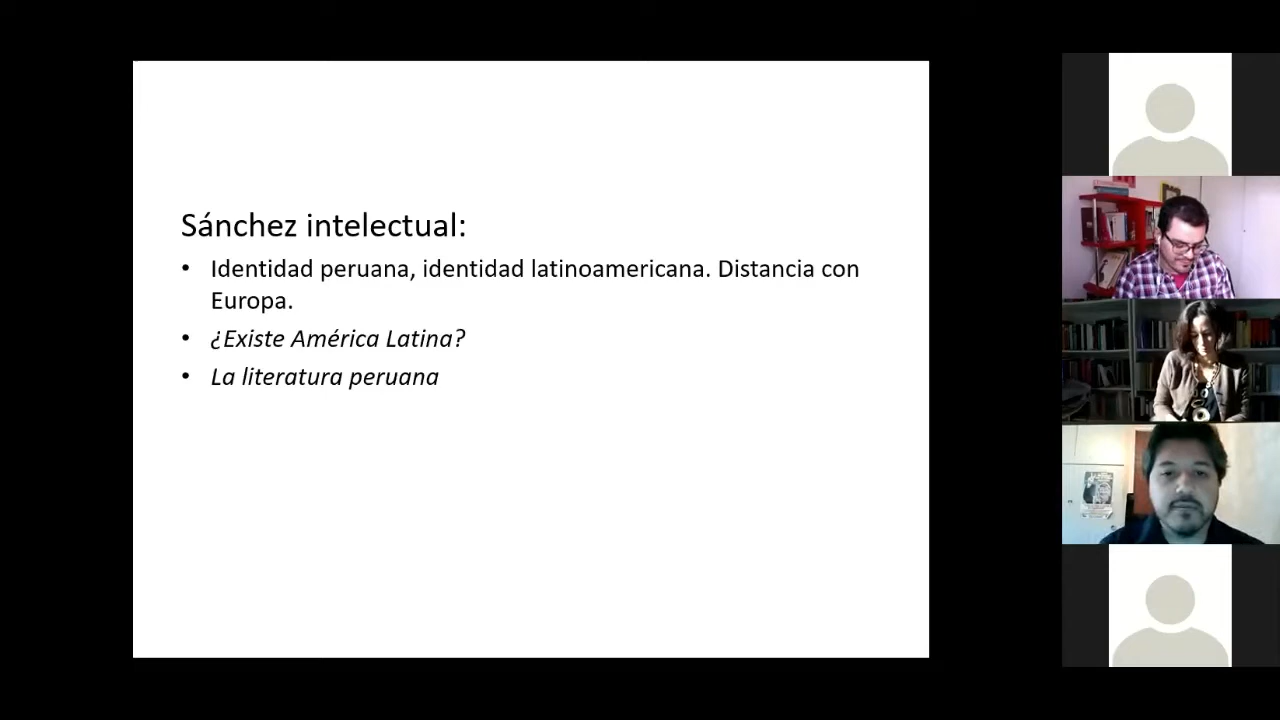 Sánchez intelectual:
• Identidad peruana, identidad latinoamericana. Distancia con
Europa.
• ¿Existe América Latina?
• La literatura peruana